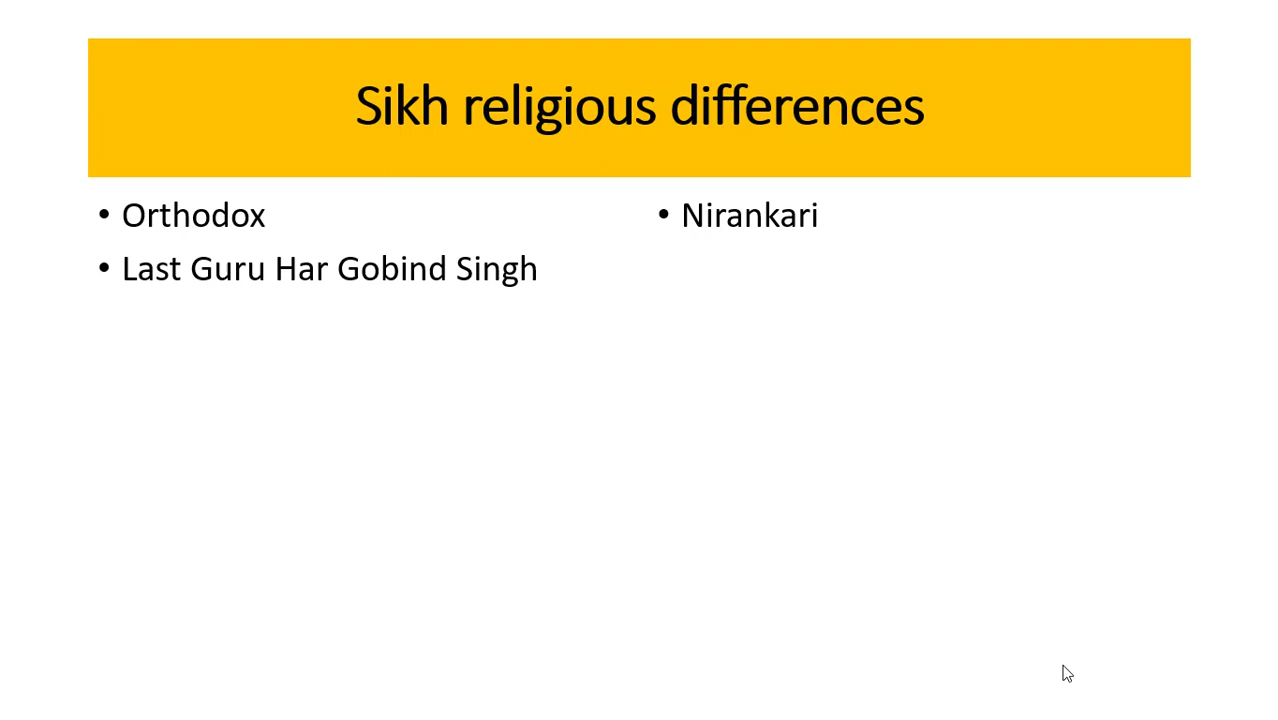 Sikh religious differences
• Orthodox
• Last Guru Har Gobind Singh
• Nirankari